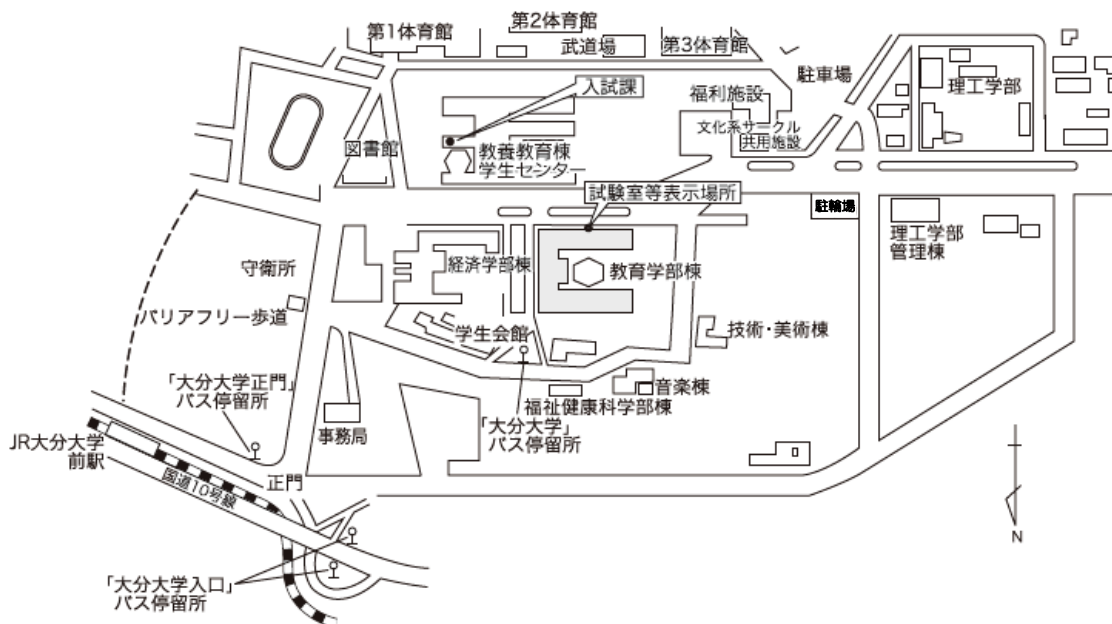 第1体育館
第2体育館
武道場
第3体育館
駐車場
理工学部
入試課
福利施設
文化系サークル
共用施設
図書館
教養教育棟
学生センター
試験室等表示場所
駐輪場
理工学部
管理棟
守衛所
経済学部棟
教育学部棟
バリアフリー歩道
学生会館
技術・美術棟
「大分大学正門」
バス停留所
音楽棟
福祉健康科学部棟
「大分大学」
バス停留所
事務局
JR大分大学
前駅
国道10号線
正門
「大分大学入口」
バス停留所
N